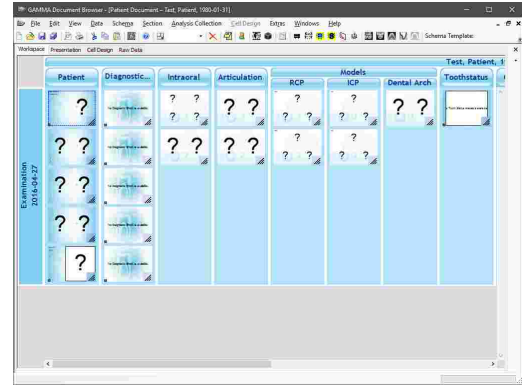 GAMMA Document Browser - [Patient Document - Test, Patient, 1980-01-31]
File Edit View Data Schema Section Analysis Collection Cell Design Extras Windows Help
Schema Template:
Workspace Presentation Cell Design Raw Data
Test, Patient, 1
Patient Diagnostic... Intraoral Articulation Models Toothstatus
RCP ICP Dental Arch
Examination
2016-04-27
? ? ? ? ? ? ? ? ? ? ? ? ? ?
? ? ? ? ? ? ? ? ? ?
? ?
? ?
?